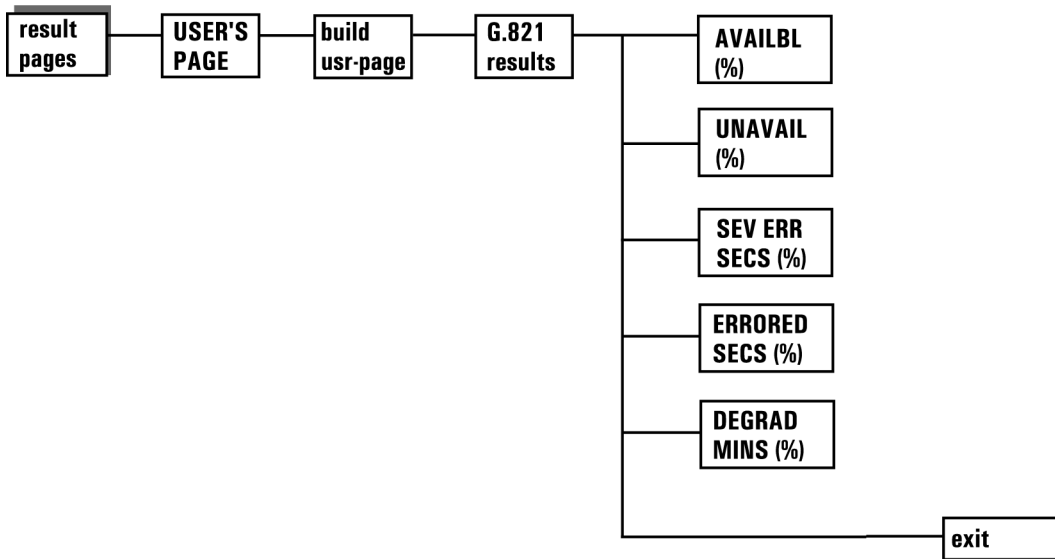 result
pages
USER'S
PAGE
build
usr-page
G.821
results
AVAILBL
(%)
UNAVAIL
(%)
SEV ERR
SECS (%)
ERRORED
SECS (%)
DEGRAD
MINS (%)
exit